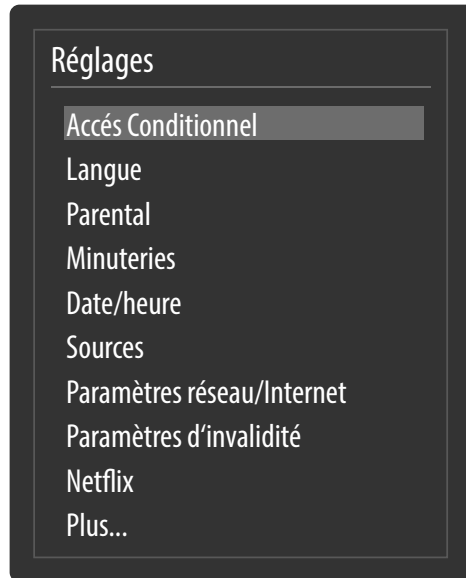 Réglages
Accés Conditionnel
Langue
Parental
Minuteries
Date/heure
Sources
Paramètres réseau/Internet
Paramètres d‘invalidité
Netflix
Plus...